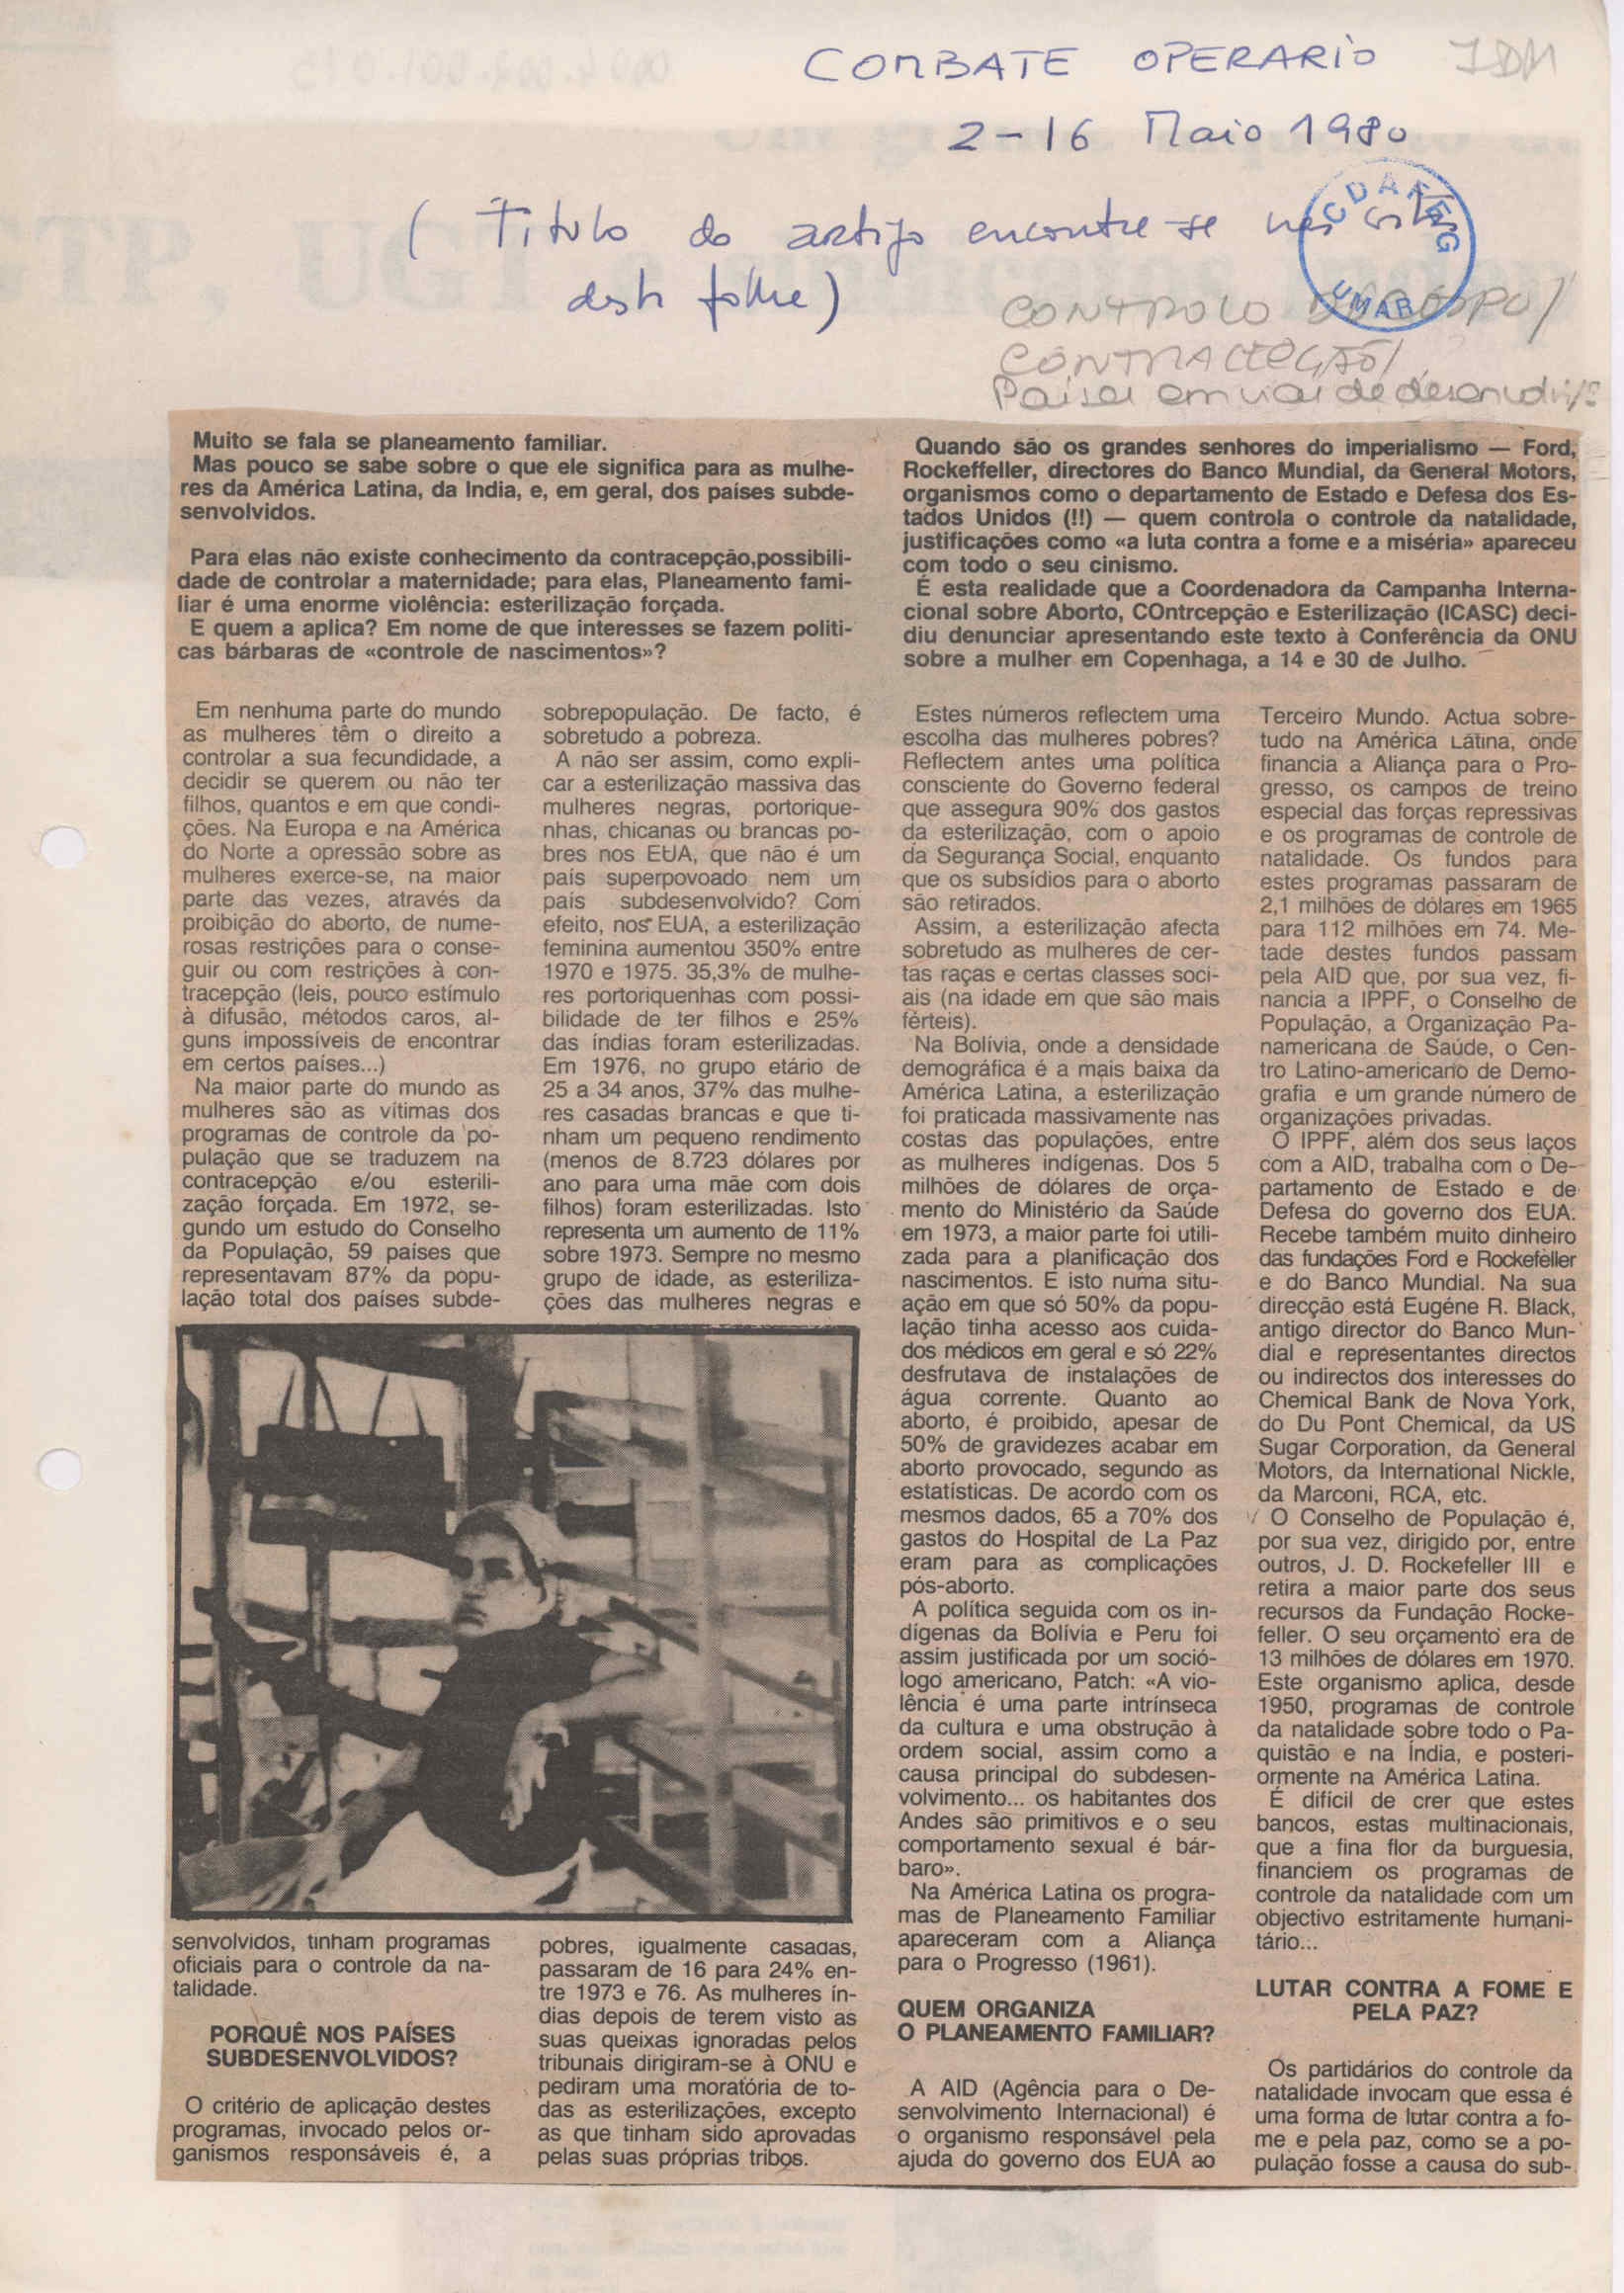 COMBATE OPERARIO
IDM
2-16 Maio 1980
(Titulo do artigo encontra-se nas costas
desta folha)
CDAFEMG
UMAR
CONTROLO DE CORPO/
CONTRACEÇÃO/
Países em vias de desenvolv/º
Muito se fala se planeamento familiar.
Mas pouco se sabe sobre o que ele significa para as mulhe-
res da América Latina, da India, e, em geral, dos países subde-
senvolvidos.
Para elas não existe conhecimento da contracepção,possibili-
dade de controlar a maternidade; para elas, Planeamento fami-
liar é uma enorme violência: esterilização forçada.
E quem a aplica? Em nome de que interesses se fazem politi-
cas bárbaras de «controle de nascimentos»?
Quando são os grandes senhores do imperialismo — Ford,
Rockeffeller, directores do Banco Mundial, da General Motors,
organismos como o departamento de Estado e Defesa dos Es-
tados Unidos (!!) — quem controla o controle da natalidade,
justificações como «a luta contra a fome e a miséria» apareceu
com todo o seu cinismo.
É esta realidade que a Coordenadora da Campanha Interna-
cional sobre Aborto, COntrcepção e Esterilização (ICASC) deci-
diu denunciar apresentando este texto à Conferência da ONU
sobre a mulher em Copenhaga, a 14 e 30 de Julho.
Em nenhuma parte do mundo
as mulheres têm o direito a
controlar a sua fecundidade, a
decidir se querem ou não ter
filhos, quantos e em que condi-
ções. Na Europa e na América
do Norte a opressão sobre as
mulheres exerce-se, na maior
parte das vezes, através da
proibição do aborto, de nume-
rosas restrições para o conse-
guir ou com restrições à con-
tracepção (leis, pouco estímulo
à difusão, métodos caros, al-
guns impossíveis de encontrar
em certos países...)
Na maior parte do mundo as
mulheres são as vítimas dos
programas de controle da po-
pulação que se traduzem na
contracepção e/ou esterili-
zação forçada. Em 1972, se-
gundo um estudo do Conselho
da População, 59 países que
representavam 87% da popu-
lação total dos países subde-
senvolvidos, tinham programas
oficiais para o controle da na-
talidade.
PORQUÊ NOS PAÍSES
SUBDESENVOLVIDOS?
O critério de aplicação destes
programas, invocado pelos or-
ganismos responsáveis é, a
sobrepopulação. De facto, é
sobretudo a pobreza.
A não ser assim, como expli-
car a esterilização massiva das
mulheres negras, portorique-
nhas, chicanas ou brancas po-
bres nos EUA, que não é um
país superpovoado nem um
país subdesenvolvido? Com
efeito, nos EUA, a esterilização
feminina aumentou 350% entre
1970 e 1975. 35,3% de mulhe-
res portoriquenhas com possi-
bilidade de ter filhos e 25%
das índias foram esterilizadas.
Em 1976, no grupo etário de
25 a 34 anos, 37% das mulhe-
res casadas brancas e que ti-
nham um pequeno rendimento
(menos de 8.723 dólares por
ano para uma mãe com dois
filhos) foram esterilizadas. Isto
representa um aumento de 11%
sobre 1973. Sempre no mesmo
grupo de idade, as esteriliza-
ções das mulheres negras e
pobres, igualmente casadas,
passaram de 16 para 24% en-
tre 1973 e 76. As mulheres ín-
dias depois de terem visto as
suas queixas ignoradas pelos
tribunais dirigiram-se à ONU e
pediram uma moratória de to-
das as esterilizações, excepto
as que tinham sido aprovadas
pelas suas próprias tribos.
Estes números reflectem uma
escolha das mulheres pobres?
Reflectem antes uma política
consciente do Governo federal
que assegura 90% dos gastos
da esterilização, com o apoio
da Segurança Social, enquanto
que os subsídios para o aborto
são retirados.
Assim, a esterilização afecta
sobretudo as mulheres de cer-
tas raças e certas classes soci-
ais (na idade em que são mais
férteis).
Na Bolívia, onde a densidade
demográfica é a mais baixa da
América Latina, a esterilização
foi praticada massivamente nas
costas das populações, entre
as mulheres indígenas. Dos 5
milhões de dólares de orça-
mento do Ministério da Saúde
em 1973, a maior parte foi utili-
zada para a planificação dos
nascimentos. E isto numa situ-
ação em que só 50% da popu-
lação tinha acesso aos cuida-
dos médicos em geral e só 22%
desfrutava de instalações de
água corrente. Quanto ao
aborto, é proibido, apesar de
50% de gravidezes acabar em
aborto provocado, segundo as
estatísticas. De acordo com os
mesmos dados, 65 a 70% dos
gastos do Hospital de La Paz
eram para as complicações
pós-aborto.
A política seguida com os in-
dígenas da Bolívia e Peru foi
assim justificada por um soció-
logo americano, Patch: «A vio-
lência é uma parte intrínseca
da cultura e uma obstrução à
ordem social, assim como a
causa principal do subdesen-
volvimento... os habitantes dos
Andes são primitivos e o seu
comportamento sexual é bár-
baro».
Na América Latina os progra-
mas de Planeamento Familiar
apareceram com a Aliança
para o Progresso (1961).
QUEM ORGANIZA
O PLANEAMENTO FAMILIAR?
A AID (Agência para o De-
senvolvimento Internacional) é
o organismo responsável pela
ajuda do governo dos EUA ao
Terceiro Mundo. Actua sobre-
tudo na América Latina, onde
financia a Aliança para o Pro-
gresso, os campos de treino
especial das forças repressivas
e os programas de controle de
natalidade. Os fundos para
estes programas passaram de
2,1 milhões de dólares em 1965
para 112 milhões em 74. Me-
tade destes fundos passam
pela AID que, por sua vez, fi-
nancia a IPPF, o Conselho de
População, a Organização Pa-
namericana de Saúde, o Cen-
tro Latino-americano de Demo-
grafia e um grande número de
organizações privadas.
O IPPF, além dos seus laços
com a AID, trabalha com o De-
partamento de Estado e de
Defesa do governo dos EUA.
Recebe também muito dinheiro
das fundações Ford e Rockefeller
e do Banco Mundial. Na sua
direcção está Eugéne R. Black,
antigo director do Banco Mun-
dial e representantes directos
ou indirectos dos interesses do
Chemical Bank de Nova York,
do Du Pont Chemical, da US
Sugar Corporation, da General
Motors, da International Nickle,
da Marconi, RCA, etc.
O Conselho de População é,
por sua vez, dirigido por, entre
outros, J. D. Rockefeller III e
retira a maior parte dos seus
recursos da Fundação Rocke-
feller. O seu orçamento era de
13 milhões de dólares em 1970.
Este organismo aplica, desde
1950, programas de controle
da natalidade sobre todo o Pa-
quistão e na Índia, e posteri-
ormente na América Latina.
É difícil de crer que estes
bancos, estas multinacionais,
que a fina flor da burguesia,
financiem os programas de
controle da natalidade com um
objectivo estritamente humani-
tário...
LUTAR CONTRA A FOME E
PELA PAZ?
Os partidários do controle da
natalidade invocam que essa é
uma forma de lutar contra a fo-
me e pela paz, como se a po-
pulação fosse a causa do sub-